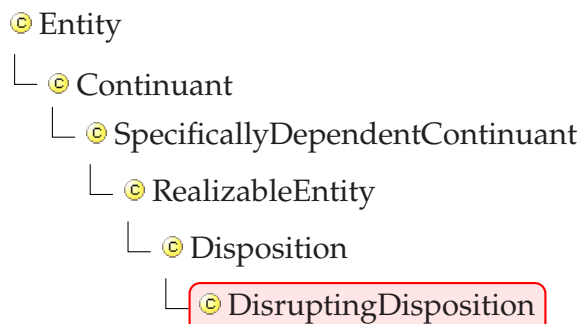 Entity
Continuant
SpecificallyDependentContinuant
RealizableEntity
Disposition
DisruptingDisposition